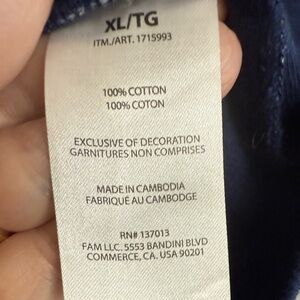 XL/TG
ITM./ART. 1715993
100% COTTON
100% COTON
EXCLUSIVE OF DECORATION
GARNITURES NON COMPRISES
MADE IN CAMBODIA
FABRIQUÉ AU CAMBODGE
RN# 137013
FAM LLC. 5553 BANDINI BLVD
COMMERCE, CA. USA 90201